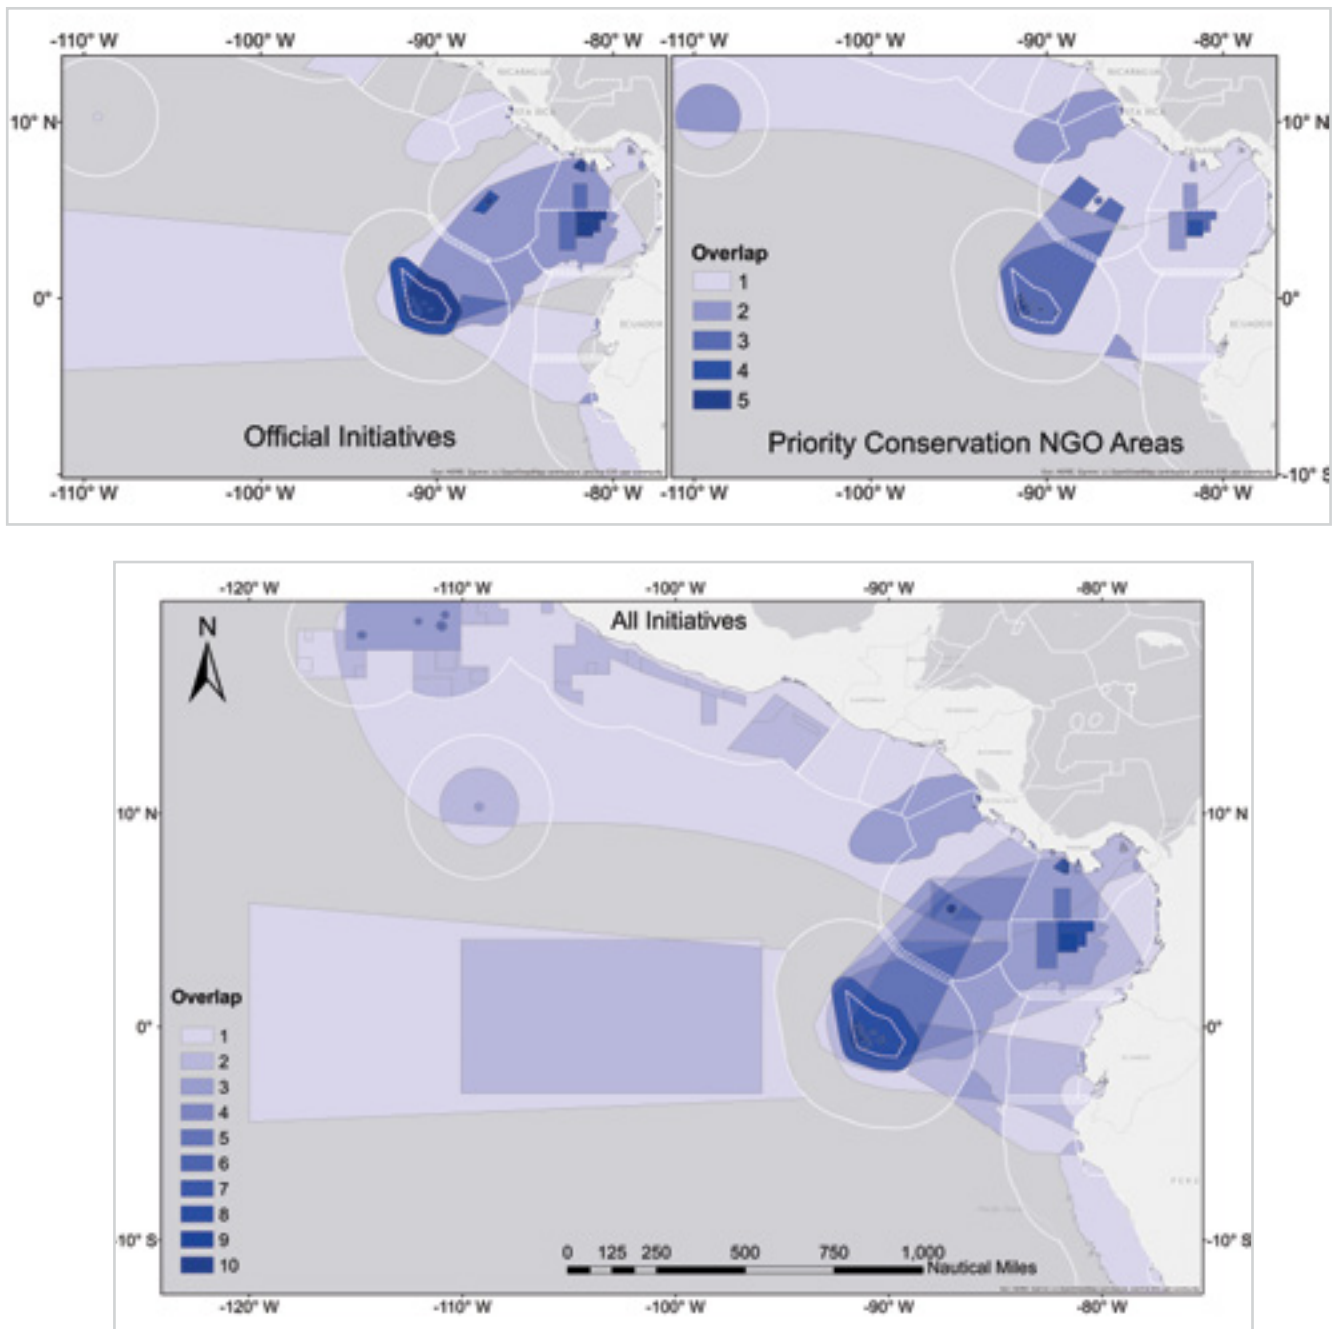 -110° W -100° W -90° W -80° W -110° W -100° W -90° W -80° W
NICARAGUA
10° N 10° N
Overlap
1
0° 0°
ECUADOR
2
3
4
5
Official Initiatives Priority Conservation NGO Areas
-10° S
-110° W -100° W -90° W -80° W -110° W -100° W -90° W -80° W
-120° W -110° W -100° W -90° W -80° W
N All Initiatives
10° N 10° N
Overlap
0° 0°
1
2
3
4
5
6
7
8
9
10
-10° S -10° S
0 125 250 500 750 1,000
Nautical Miles
-120° W -110° W -100° W -90° W -80° W